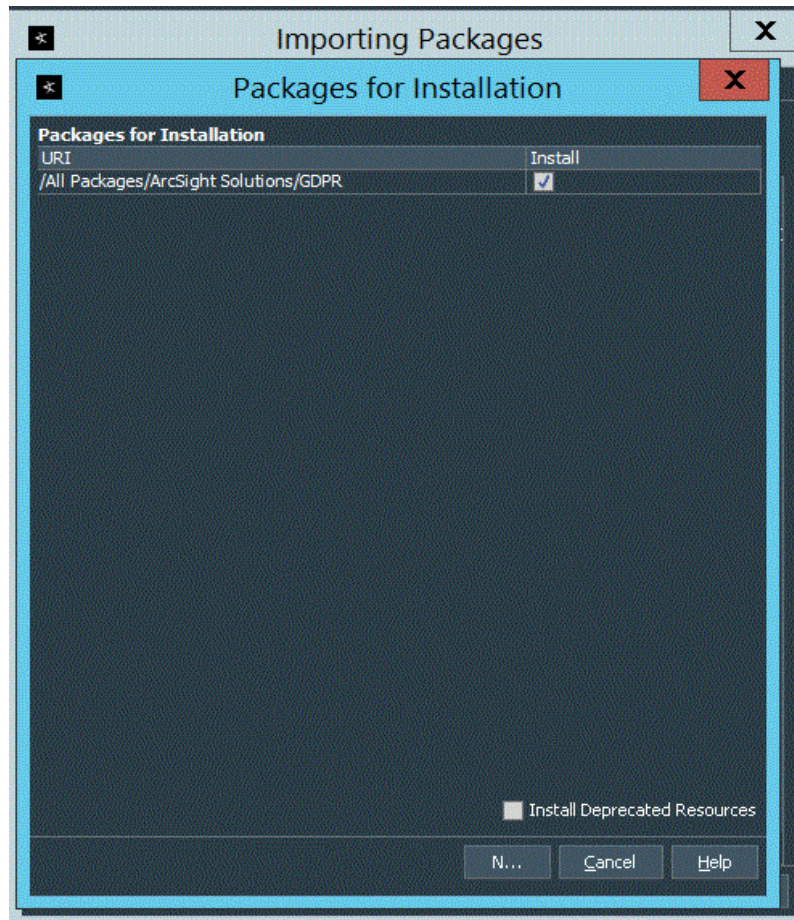 Importing Packages
X
Packages for Installation
X
Packages for Installation
URI Install
/All Packages/ArcSight Solutions/GDPR
Install Deprecated Resources
N... Cancel Help